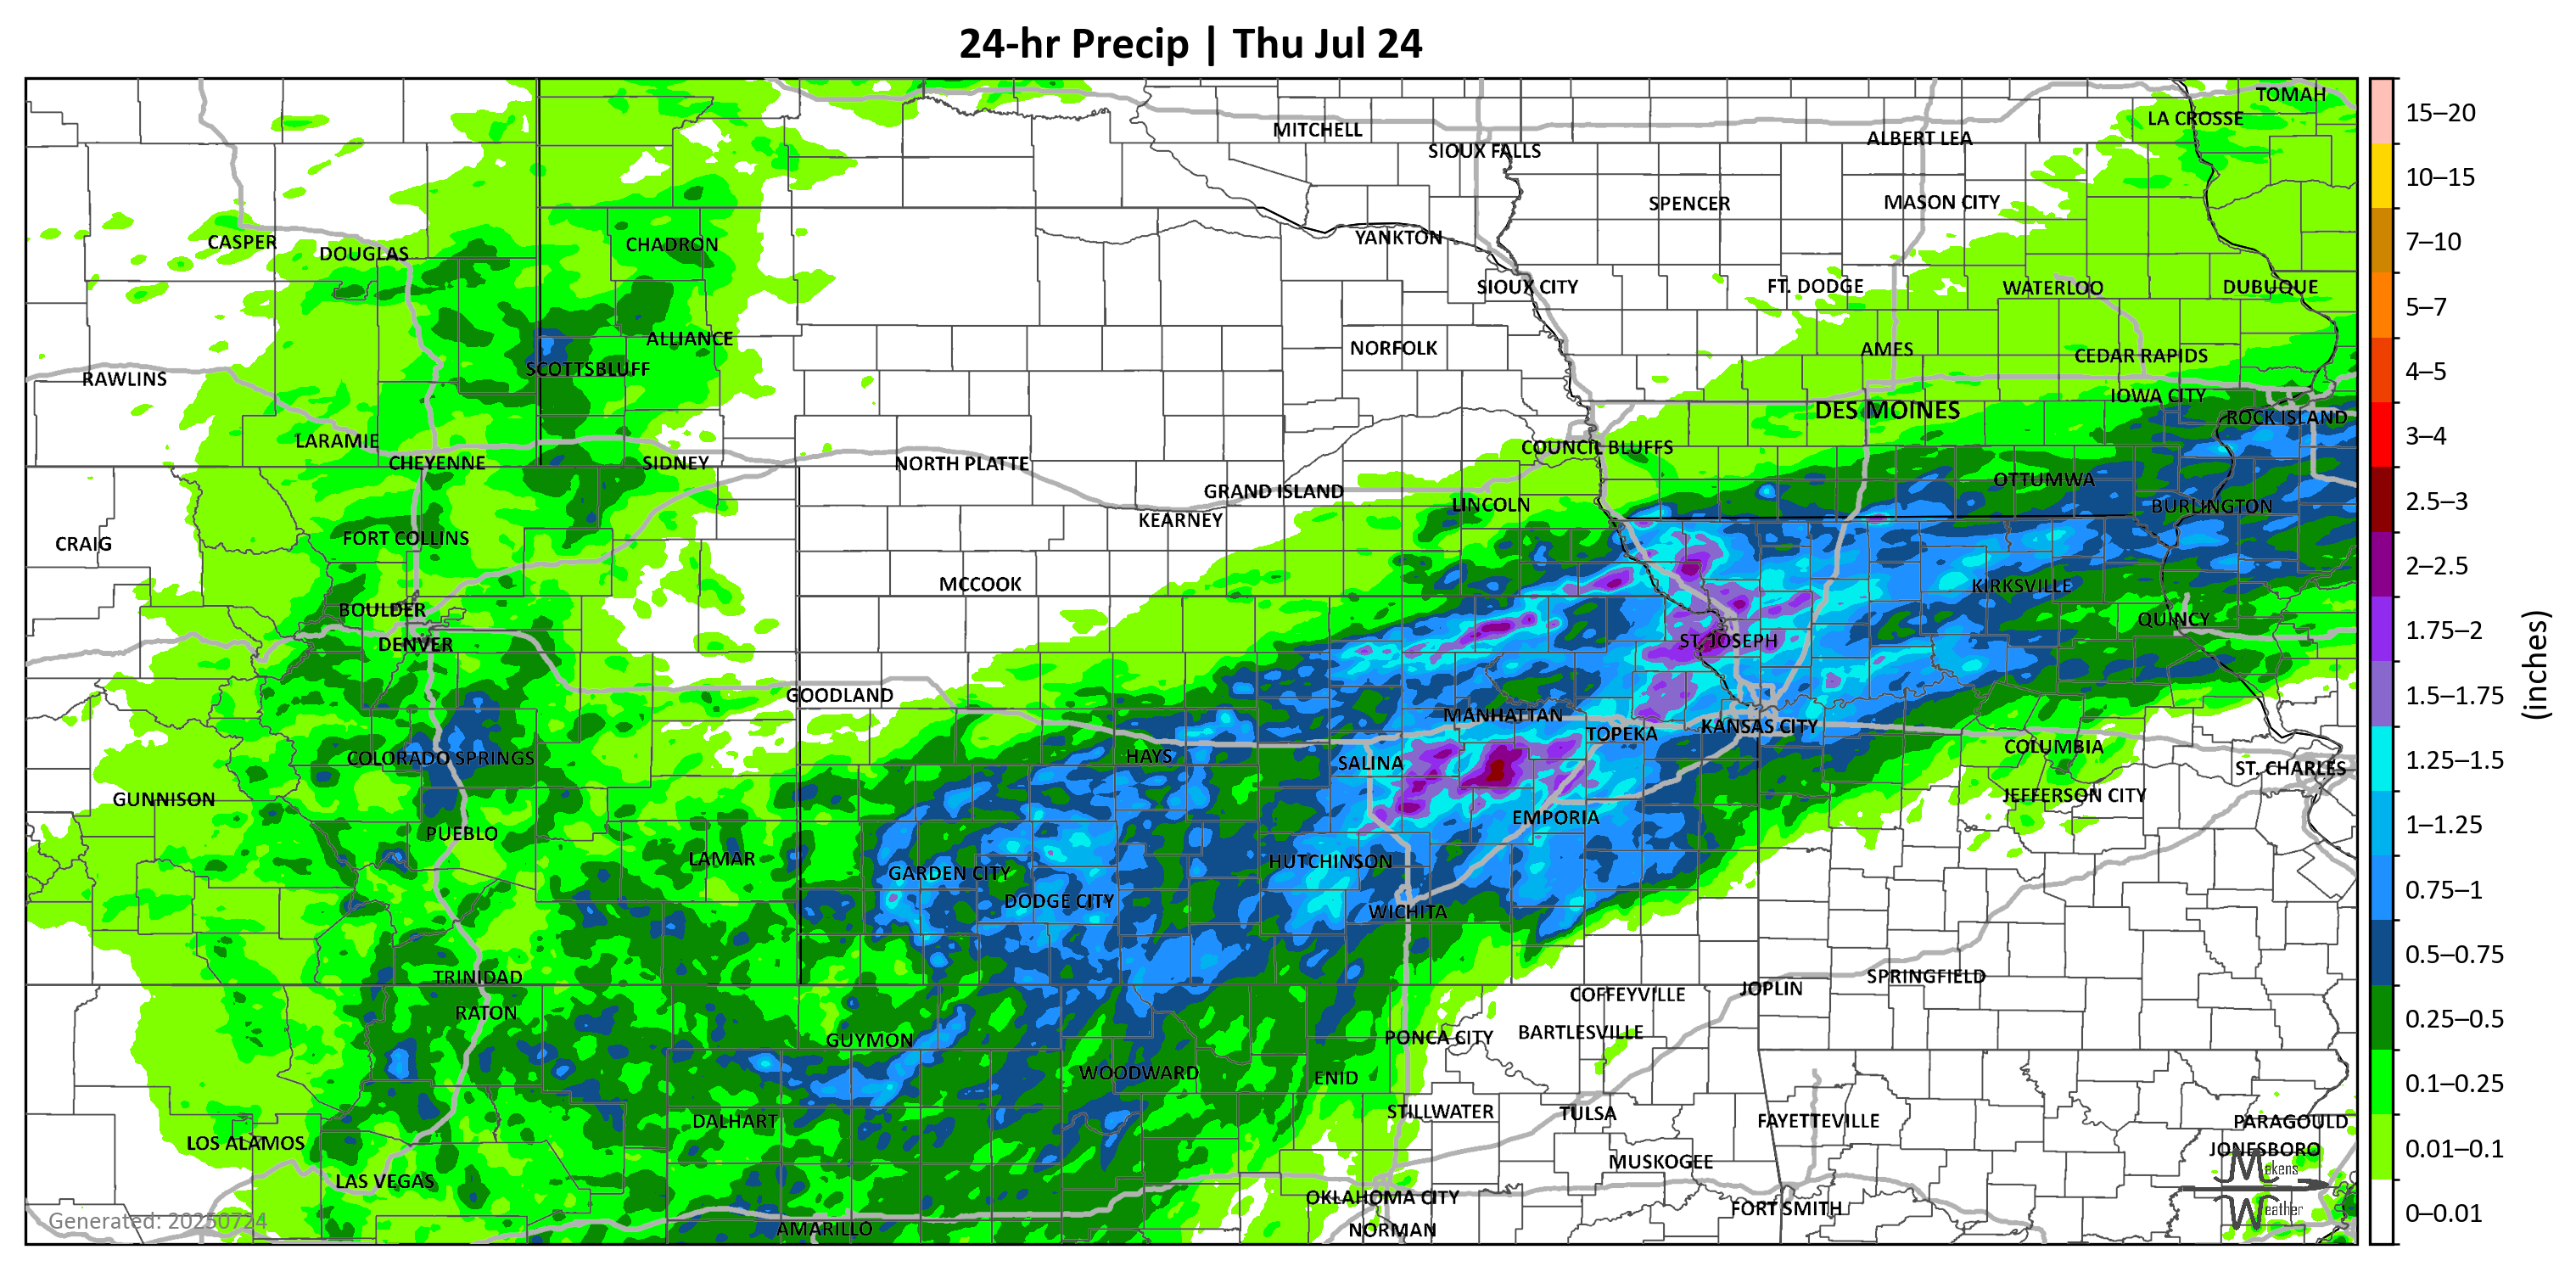 24-hr Precip | Thu Jul 24
TOMAH
LA CROSSE
MITCHELL
ALBERT LEA
SIOUX FALLS
SPENCER
MASON CITY
CASPER
DOUGLAS
CHADRON
YANKTON
SIOUX CITY
FT. DODGE
WATERLOO
DUBUQUE
ALLIANCE
NORFOLK
AMES
CEDAR RAPIDS
SCOTTSBLUFF
RAWLINS
IOWA CITY
DES MOINES
ROCK ISLAND
LARAMIE
COUNCIL BLUFFS
CHEYENNE
SIDNEY
NORTH PLATTE
GRAND ISLAND
LINCOLN
OTTUMWA
BURLINGTON
KEARNEY
FORT COLLINS
CRAIG
MCCOOK
KIRKSVILLE
BOULDER
QUINCY
DENVER
ST. JOSEPH
GOODLAND
MANHATTAN
TOPEKA
KANSAS CITY
COLUMBIA
COLORADO SPRINGS
HAYS
SALINA
ST. CHARLES
GUNNISON
JEFFERSON CITY
EMPORIA
PUEBLO
LAMAR
HUTCHINSON
GARDEN CITY
DODGE CITY
WICHITA
TRINIDAD
SPRINGFIELD
COFFEYVILLE
JOPLIN
RATON
GUYMON
PONCA CITY
BARTLESVILLE
WOODWARD
ENID
STILLWATER
TULSA
DALHART
FAYETTEVILLE
PARAGOULD
LOS ALAMOS
JONESBORO
MUSKOGEE
LAS VEGAS
OKLAHOMA CITY
FORT SMITH
AMARILLO
NORMAN
Generated: 20250724
Mekens
Weather
15–20
10–15
7–10
5–7
4–5
3–4
2.5–3
2–2.5
1.75–2
1.5–1.75
1.25–1.5
1–1.25
0.75–1
0.5–0.75
0.25–0.5
0.1–0.25
0.01–0.1
0–0.01
(inches)